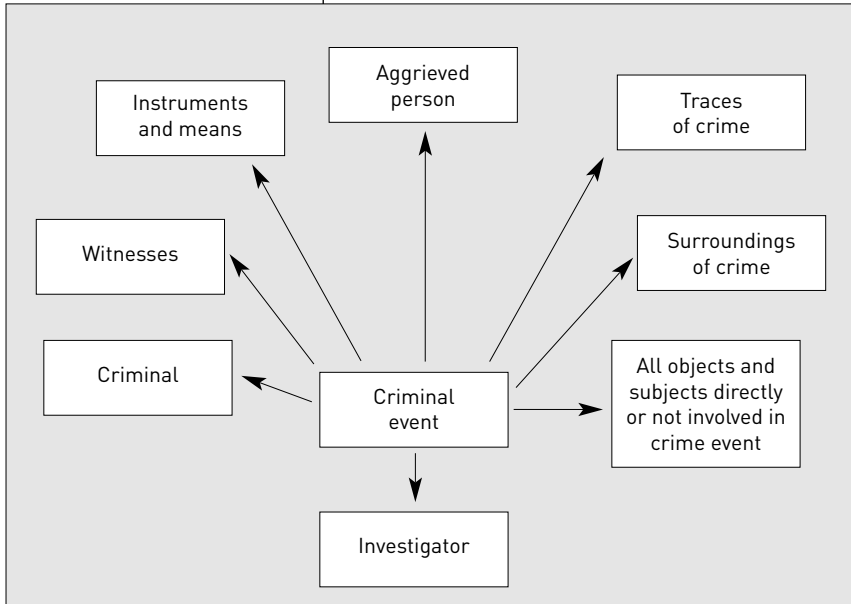 Aggrieved
person
Instruments
and means
Traces
of crime
Witnesses
Surroundings
of crime
Criminal
Criminal
event
All objects and
subjects directly
or not involved in
crime event
Investigator